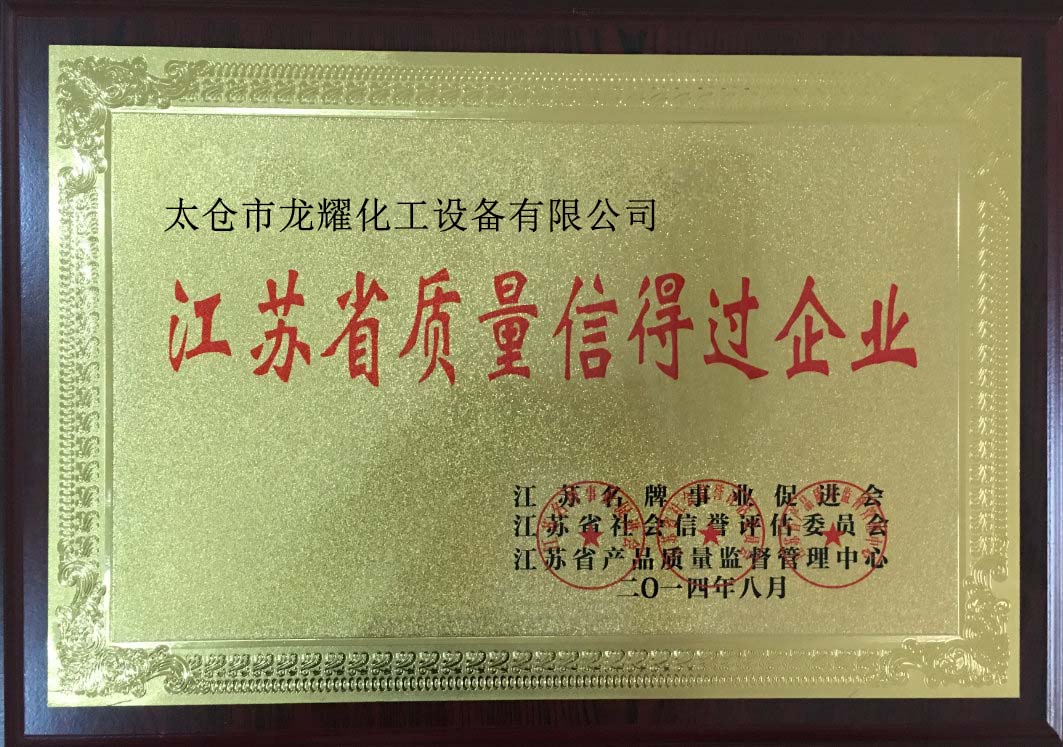 太仓市龙耀化工设备有限公司
江苏省质量信得过企业
江苏名牌事业促进会
江苏省社会信誉评估委员会
江苏省产品质量监督管理中心
二〇一四年八月